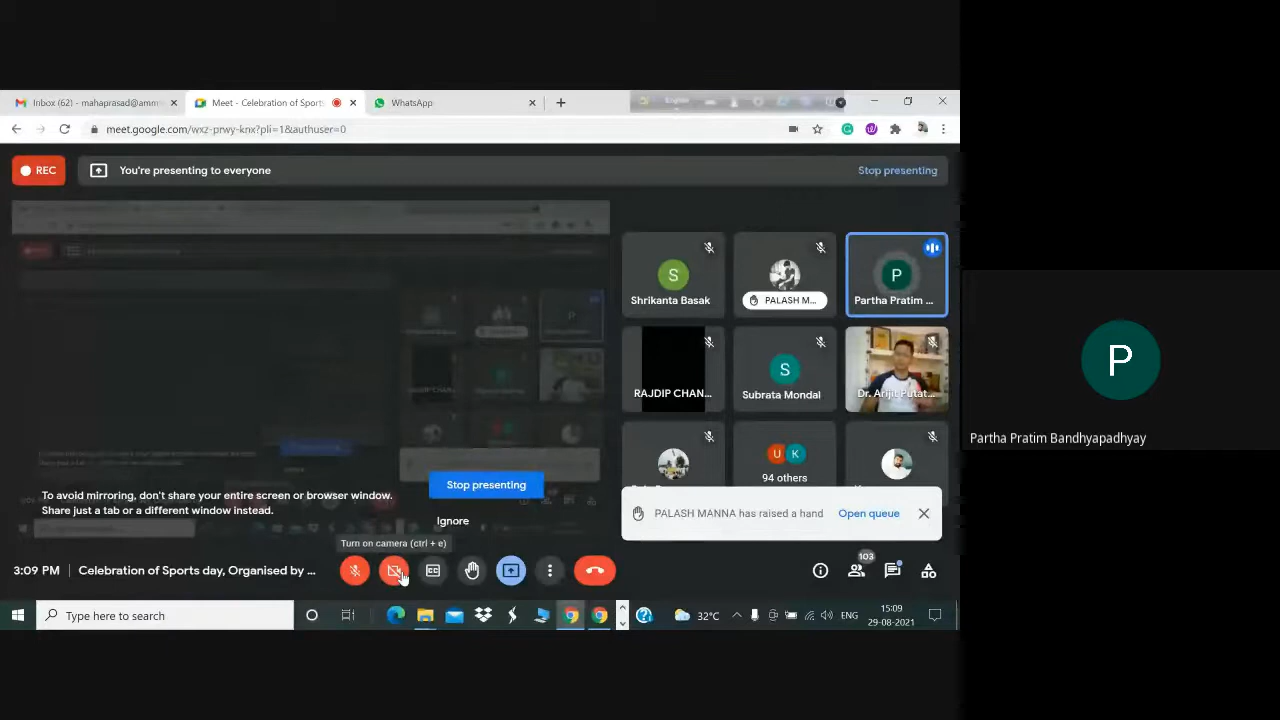 Inbox (62) - mahaprasad@amm
Meet - Celebration of Sports
WhatsApp
English
meet.google.com/wxz-prwy-knx?pli=1&authuser=0
REC
You're presenting to everyone
Stop presenting
S
Shrikanta Basak
PALASH M...
P
Partha Pratim ...
RAJDIP CHAN...
S
Subrata Mondal
Dr. Arijit Putat...
U K
94 others
P
Partha Pratim Bandhyapadhyay
To avoid mirroring, don't share your entire screen or browser window.
Share just a tab or a different window instead.
Stop presenting
Ignore
PALASH MANNA has raised a hand
Open queue
Turn on camera (ctrl + e)
3:09 PM | Celebration of Sports day, Organised by ...
103
Type here to search
32°C
ENG
15:09
29-08-2021